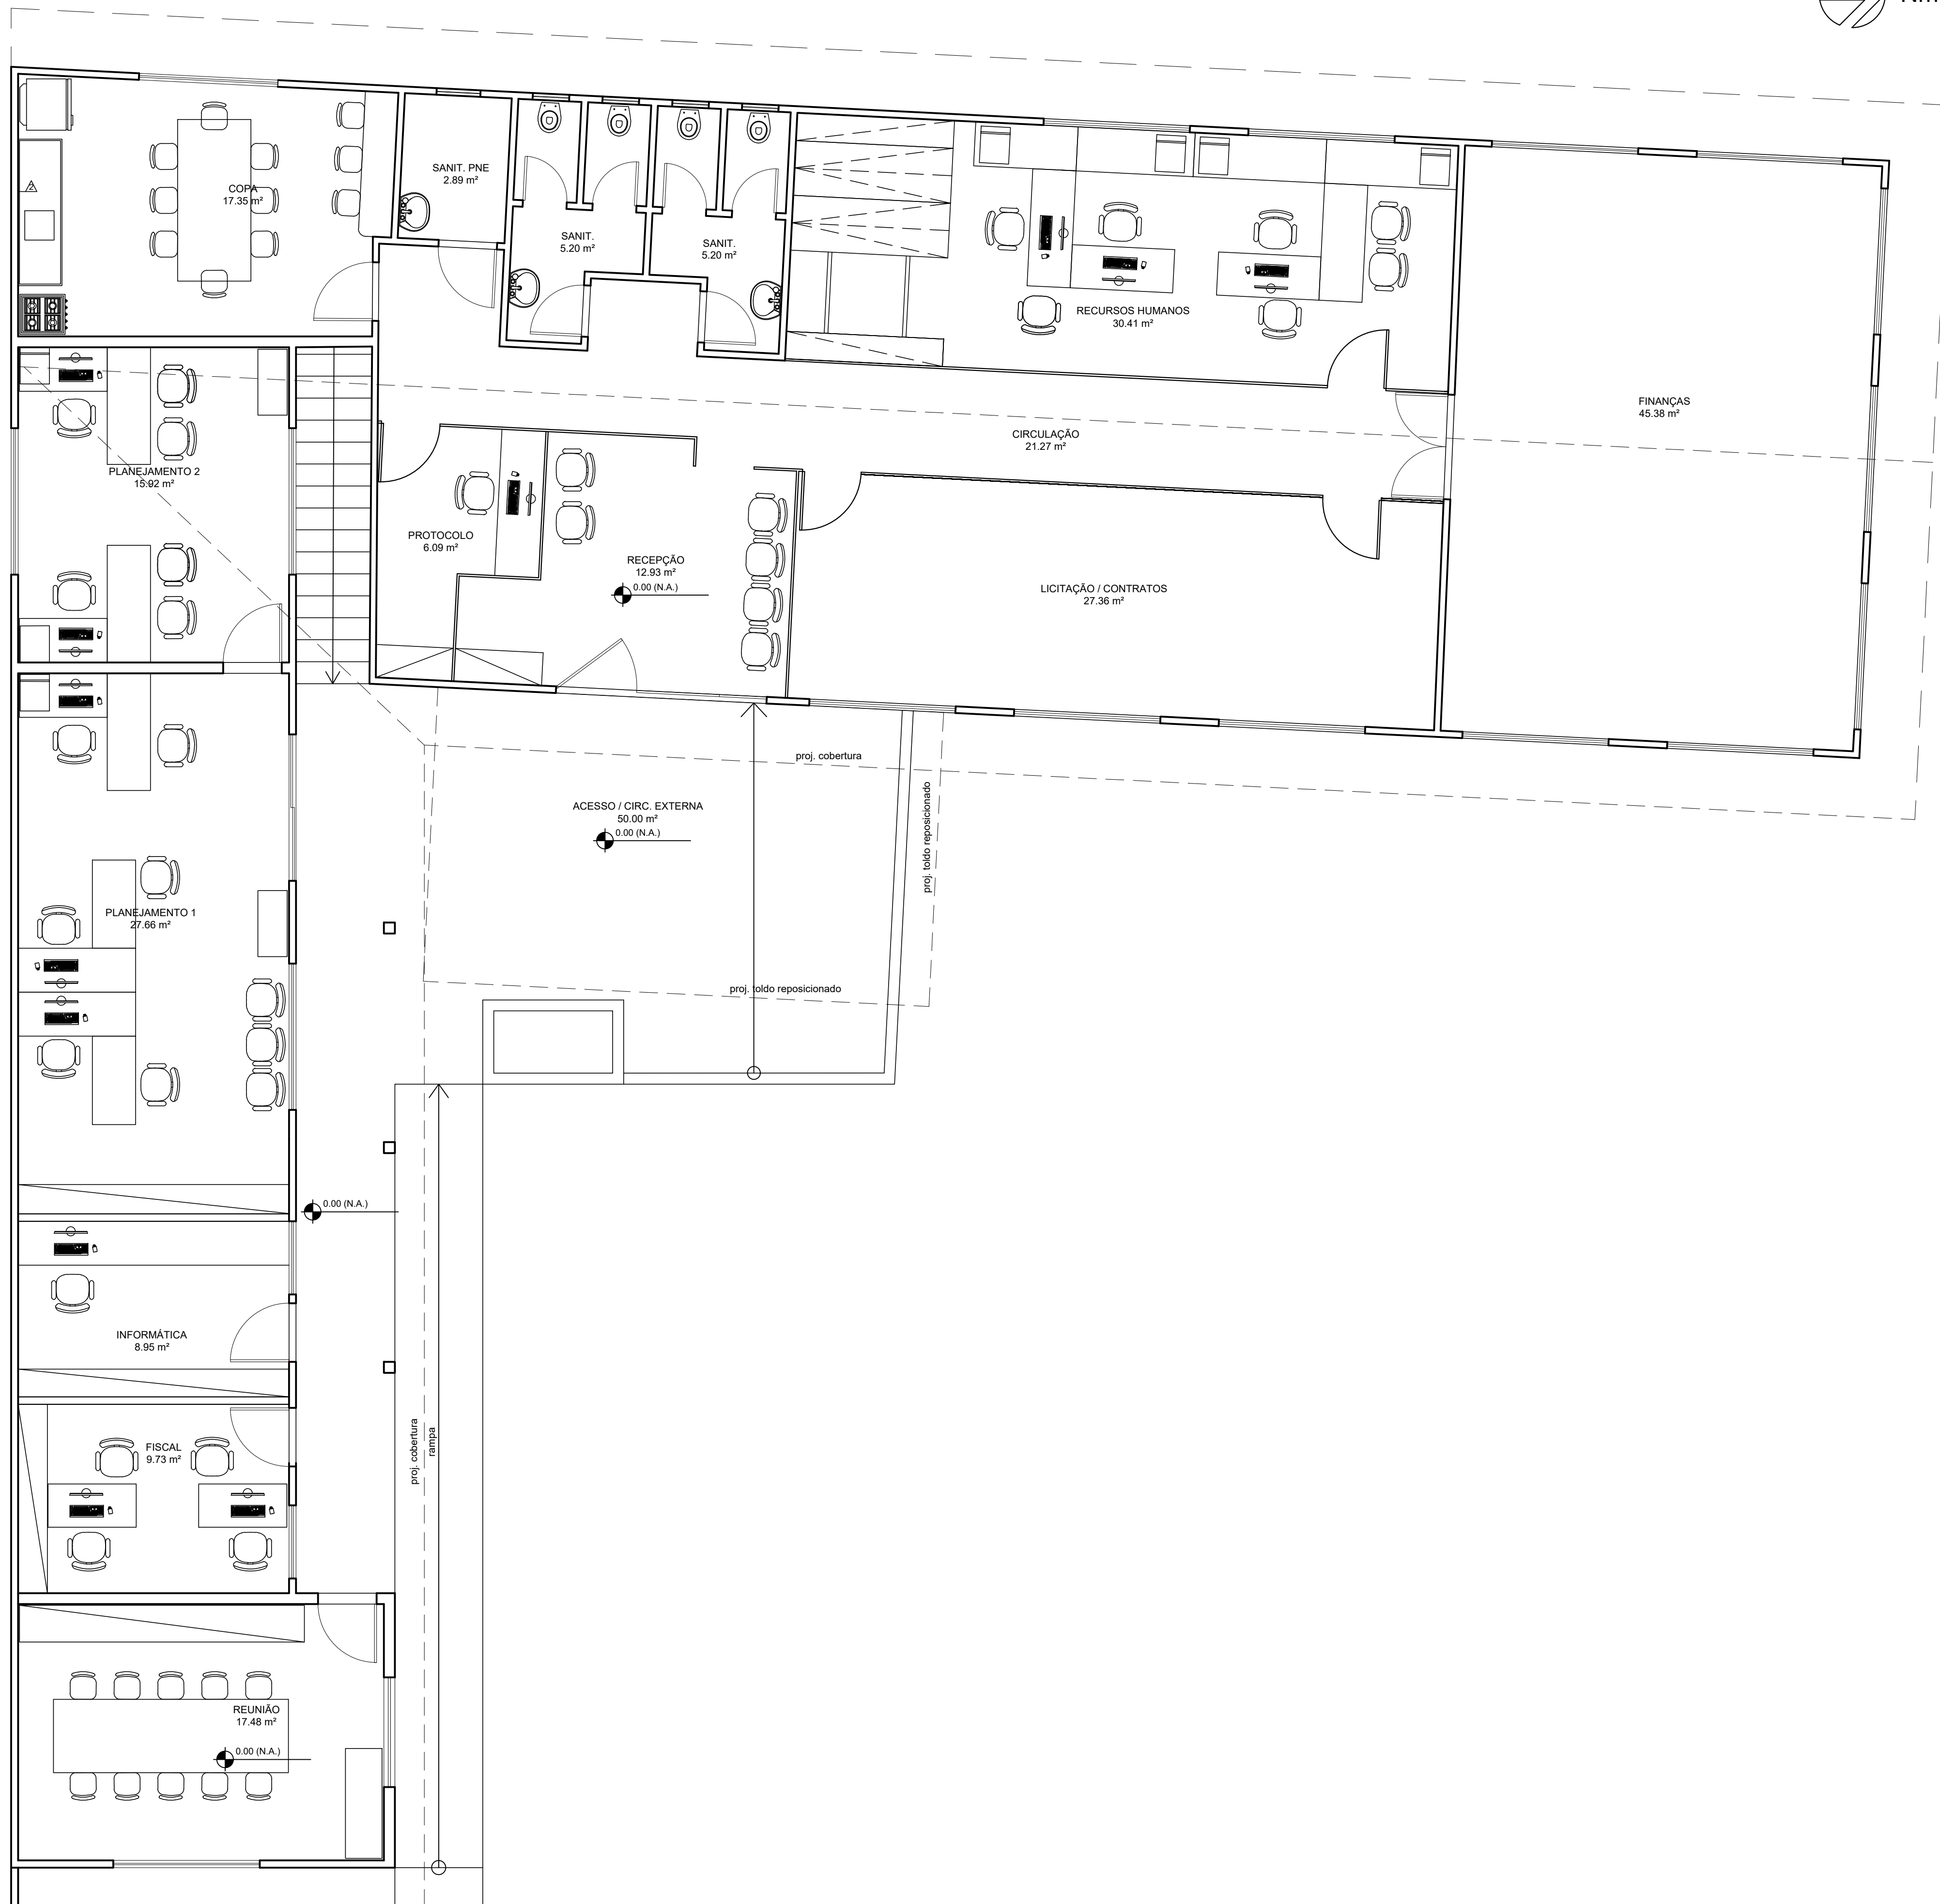 COPA
17.35 m²
2
SANIT. PNE
2.89 m²
SANIT.
5.20 m²
SANIT.
5.20 m²
RECURSOS HUMANOS
30.41 m²
FINANÇAS
45.38 m²
CIRCULAÇÃO
21.27 m²
PLANEJAMENTO 2
15.92 m²
PROTOCOLO
6.09 m²
RECEPÇÃO
12.93 m²
0.00 (N.A.)
LICITAÇÃO / CONTRATOS
27.36 m²
proj. cobertura
proj. toldo reposicionado
ACESSO / CIRC. EXTERNA
50.00 m²
0.00 (N.A.)
PLANEJAMENTO 1
27.66 m²
proj. toldo reposicionado
0.00 (N.A.)
INFORMÁTICA
8.95 m²
proj. cobertura
rampa
FISCAL
9.73 m²
REUNIÃO
17.48 m²
0.00 (N.A.)